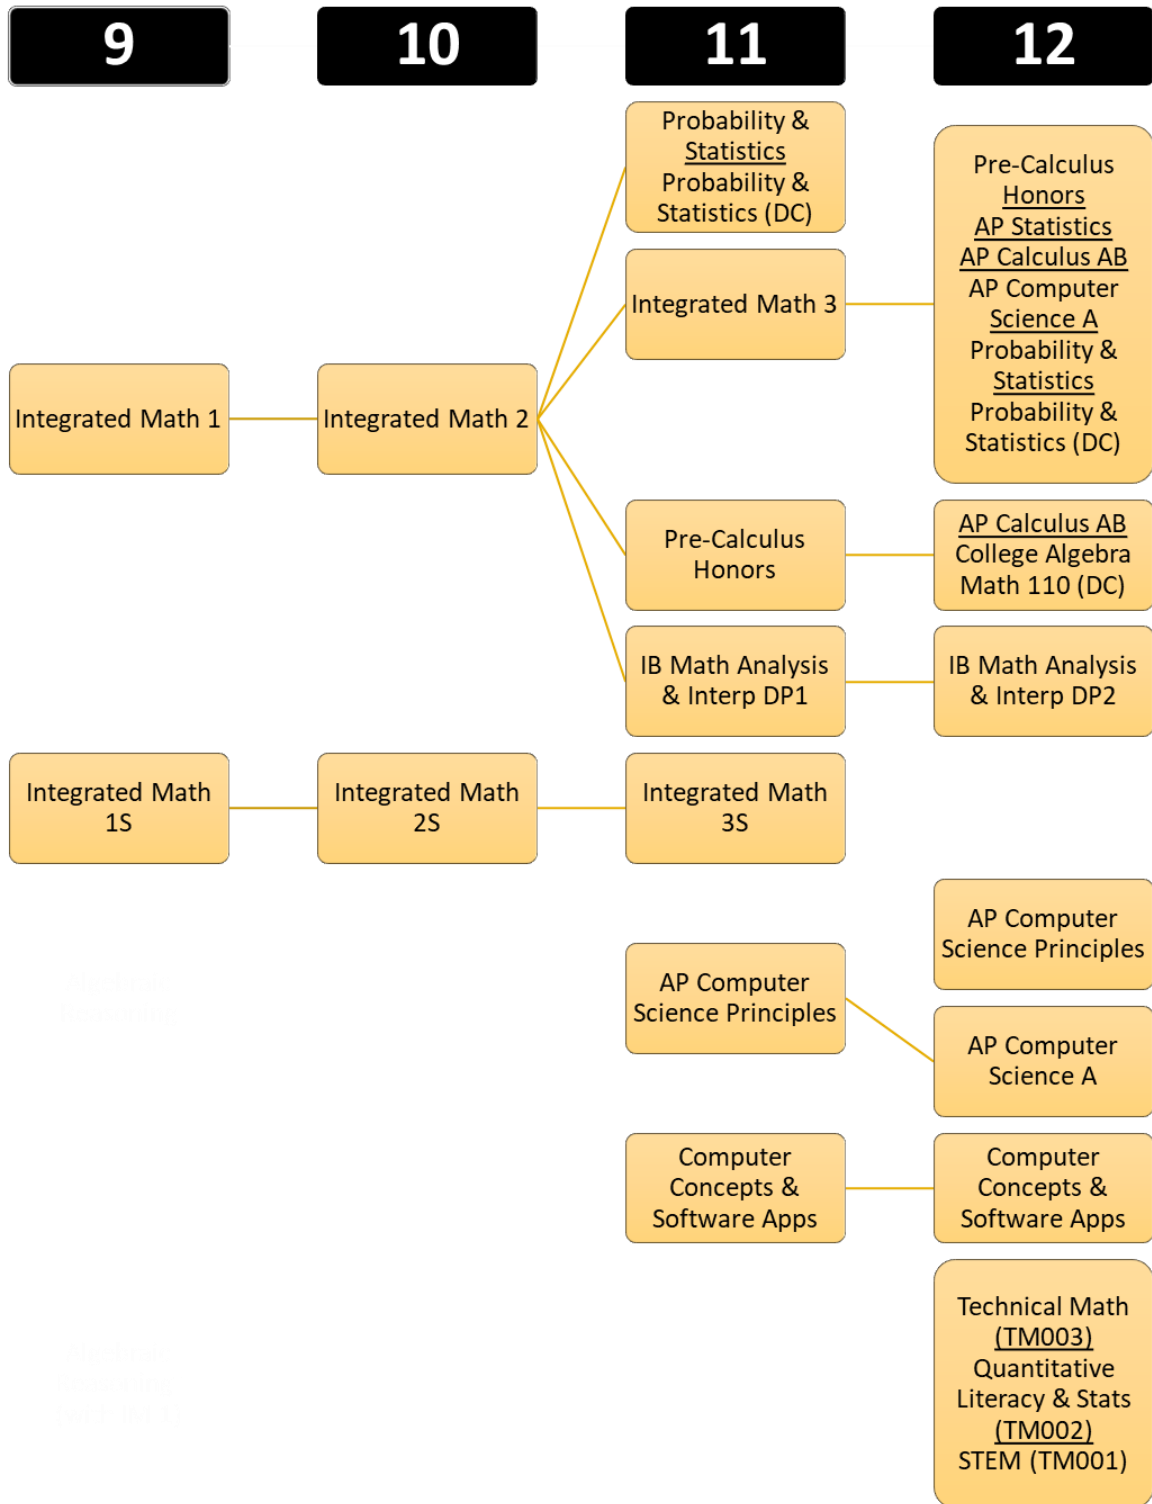 9
10
11
12
Probability &
Statistics
Probability &
Statistics (DC)
Pre-Calculus
Honors
AP Statistics
AP Calculus AB
AP Computer
Science A
Probability &
Statistics
Probability &
Statistics (DC)
Integrated Math 3
Integrated Math 1
Integrated Math 2
Pre-Calculus
Honors
AP Calculus AB
College Algebra
Math 110 (DC)
IB Math Analysis
& Interp DP1
IB Math Analysis
& Interp DP2
Integrated Math
1S
Integrated Math
2S
Integrated Math
3S
AP Computer
Science Principles
AP Computer
Science Principles
AP Computer
Science A
Computer
Concepts &
Software Apps
Computer
Concepts &
Software Apps
Technical Math
(TM003)
Quantitative
Literacy & Stats
(TM002)
STEM (TM001)